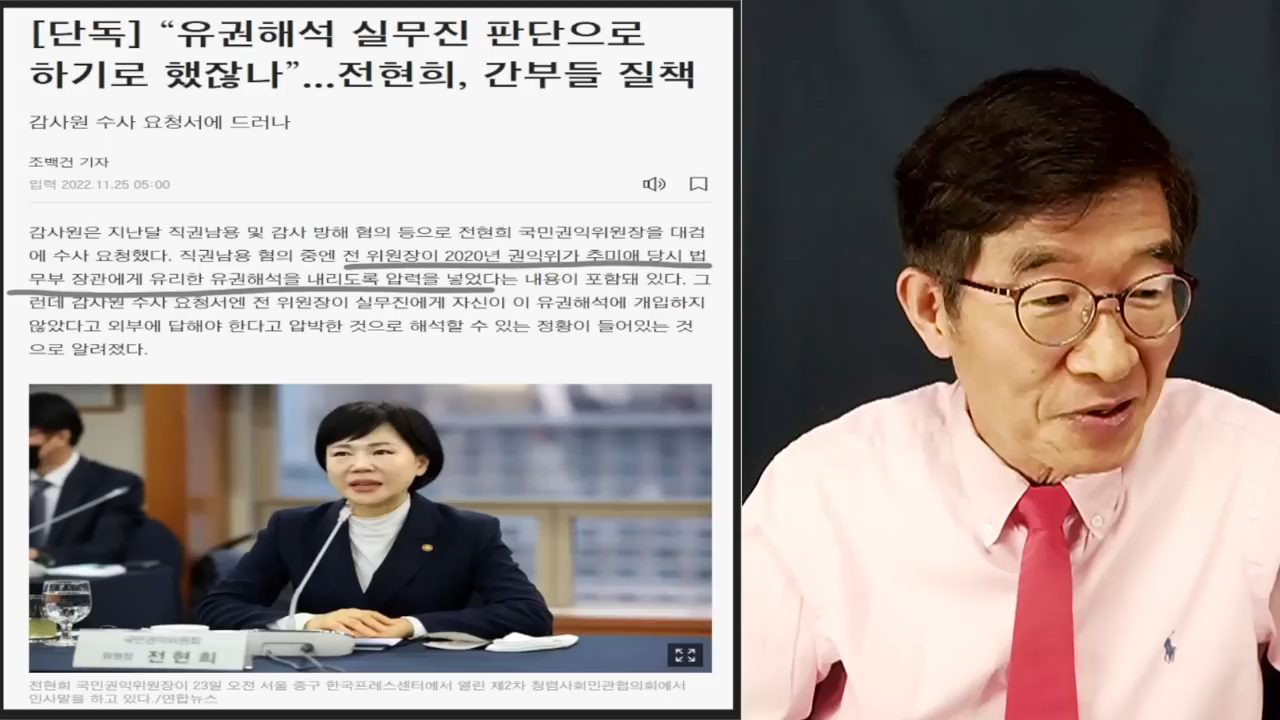 [단독] “유권해석 실무진 판단으로
하기로 했잖나”...전현희, 간부들 질책
감사원 수사 요청서에 드러나
조백건 기자
입력 2022.11.25 05:00
감사원은 지난달 직권남용 및 감사 방해 혐의 등으로 전현희 국민권익위원장을 대검
에 수사 요청했다. 직권남용 혐의 중엔 전 위원장이 2020년 권익위가 추미애 당시 법
무부 장관에게 유리한 유권해석을 내리도록 압력을 넣었다는 내용이 포함돼 있다. 그
런데 감사원 수사 요청서엔 전 위원장이 실무진에게 자신이 이 유권해석에 개입하지
않았다고 외부에 답해야 한다고 압박한 것으로 해석할 수 있는 정황이 들어있는 것
으로 알려졌다.
국민권익위원회
위원장 전현희
전현희 국민권익위원장이 23일 오전 서울 중구 한국프레스센터에서 열린 제2차 청렴사회민관협의회에서
인사말을 하고 있다./연합뉴스